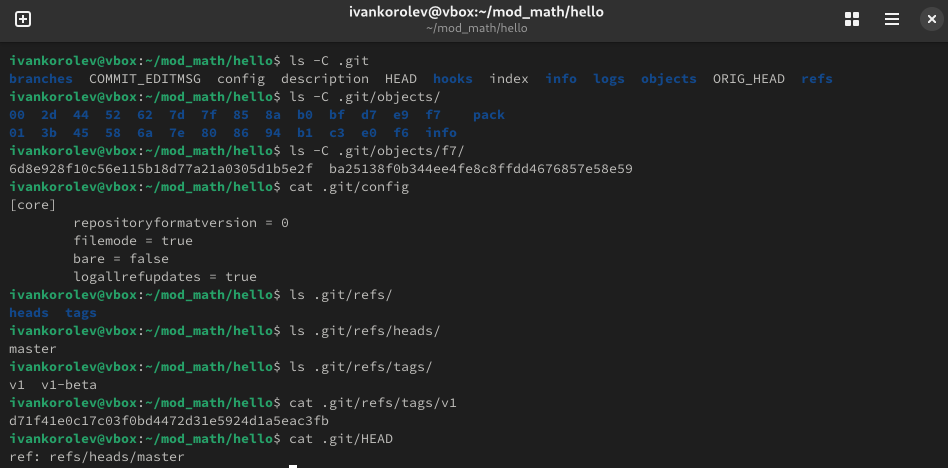 ivankorolev@vbox:~/mod_math/hello
~/mod_math/hello
ivankorolev@vbox:~/mod_math/hello$ ls -C .git
branches  COMMIT_EDITMSG  config  description  HEAD  hooks  index  info  logs  objects  ORIG_HEAD  refs
ivankorolev@vbox:~/mod_math/hello$ ls -C .git/objects/
00  2d  44  52  62  7d  7f  85  8a  b0  bf  d7  e9  f7    pack
01  3b  45  58  6a  7e  80  86  94  b1  c3  e0  f6  info
ivankorolev@vbox:~/mod_math/hello$ ls -C .git/objects/f7/
6d8e928f10c56e115b18d77a21a0305d1b5e2f  ba25138f0b344ee4fe8c8ffdd4676857e58e59
ivankorolev@vbox:~/mod_math/hello$ cat .git/config
[core]
        repositoryformatversion = 0
        filemode = true
        bare = false
        logallrefupdates = true
ivankorolev@vbox:~/mod_math/hello$ ls .git/refs/
heads  tags
ivankorolev@vbox:~/mod_math/hello$ ls .git/refs/heads/
master
ivankorolev@vbox:~/mod_math/hello$ ls .git/refs/tags/
v1  v1-beta
ivankorolev@vbox:~/mod_math/hello$ cat .git/refs/tags/v1
d71f41e0c17c03f0bd4472d31e5924d1a5eac3fb
ivankorolev@vbox:~/mod_math/hello$ cat .git/HEAD
ref: refs/heads/master